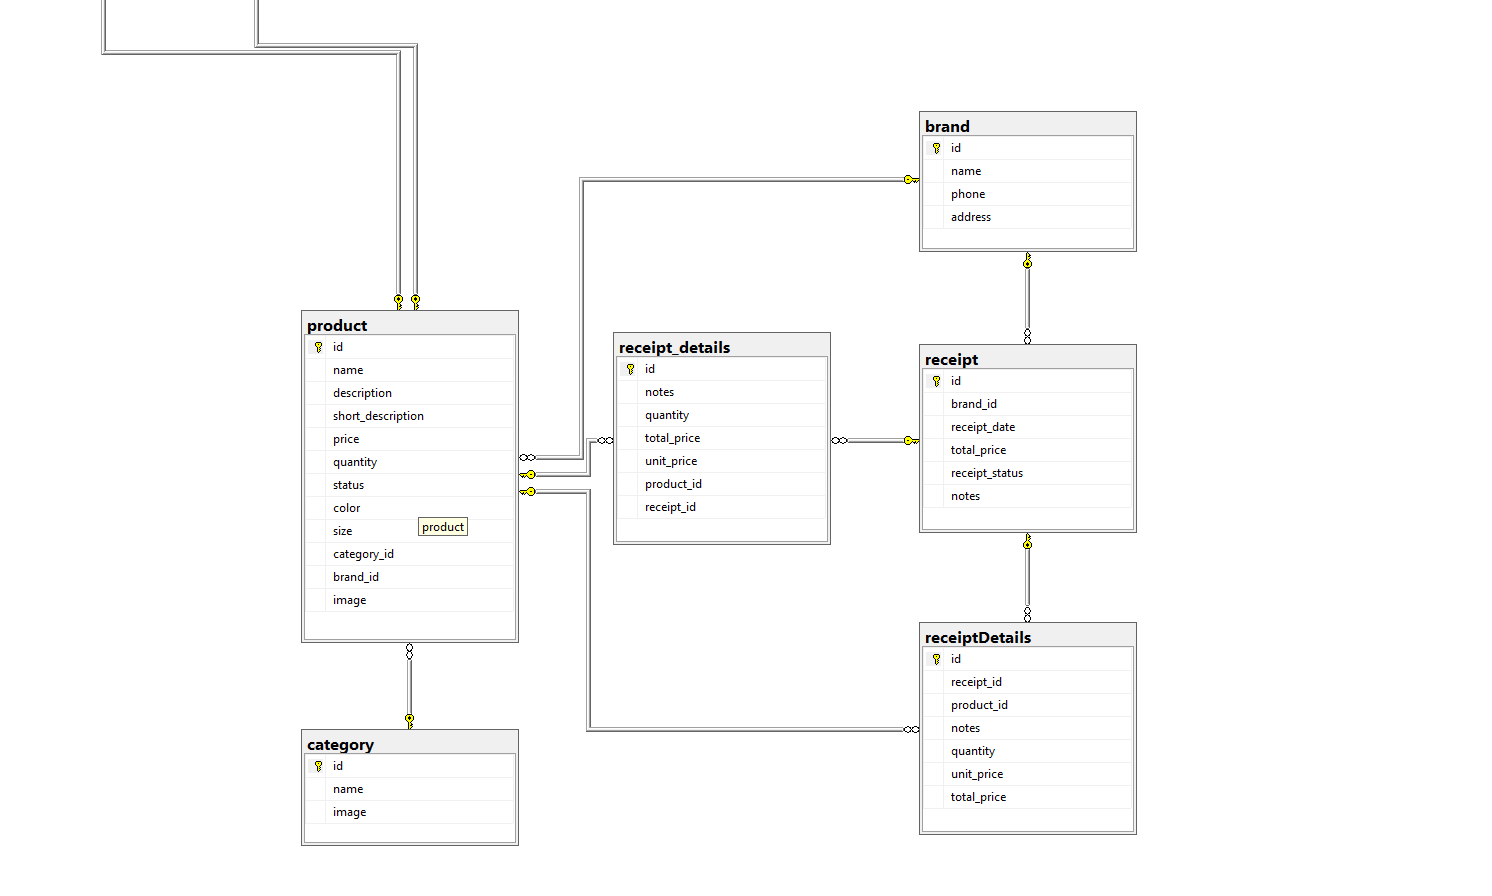 brand
id
name
phone
address
product
id
name
description
short_description
price
quantity
status
color
size
category_id
brand_id
image
product
receipt_details
id
notes
quantity
total_price
unit_price
product_id
receipt_id
receipt
id
brand_id
receipt_date
total_price
receipt_status
notes
category
id
name
image
receiptDetails
id
receipt_id
product_id
notes
quantity
unit_price
total_price